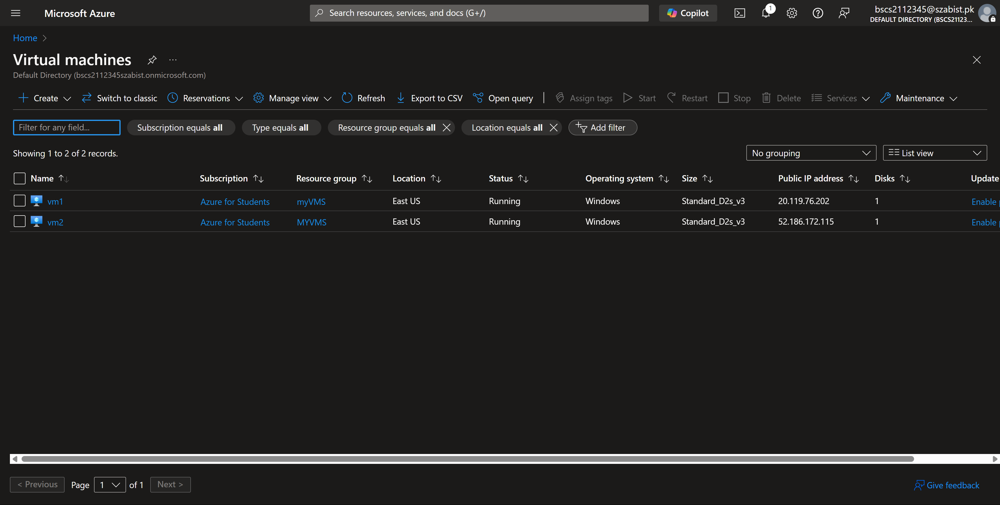 Microsoft Azure
Search resources, services, and docs (G+/)
Copilot
1
bscs2112345@szabist.pk
DEFAULT DIRECTORY (BSCS21123...
Home
Virtual machines
Default Directory (bscs2112345szabist.onmicrosoft.com)
Create Switch to classic Reservations Manage view Refresh Export to CSV Open query Assign tags Start Restart Stop Delete Services Maintenance
Filter for any field... Subscription equals all Type equals all Resource group equals all Location equals all Add filter
Showing 1 to 2 of 2 records. No grouping List view
Name Subscription Resource group Location Status Operating system Size Public IP address Disks Update
vm1 Azure for Students myVMS East US Running Windows Standard_D2s_v3 20.119.76.202 1 Enable
vm2 Azure for Students MYVMS East US Running Windows Standard_D2s_v3 52.186.172.115 1 Enable
< Previous Page 1 of 1 Next > Give feedback